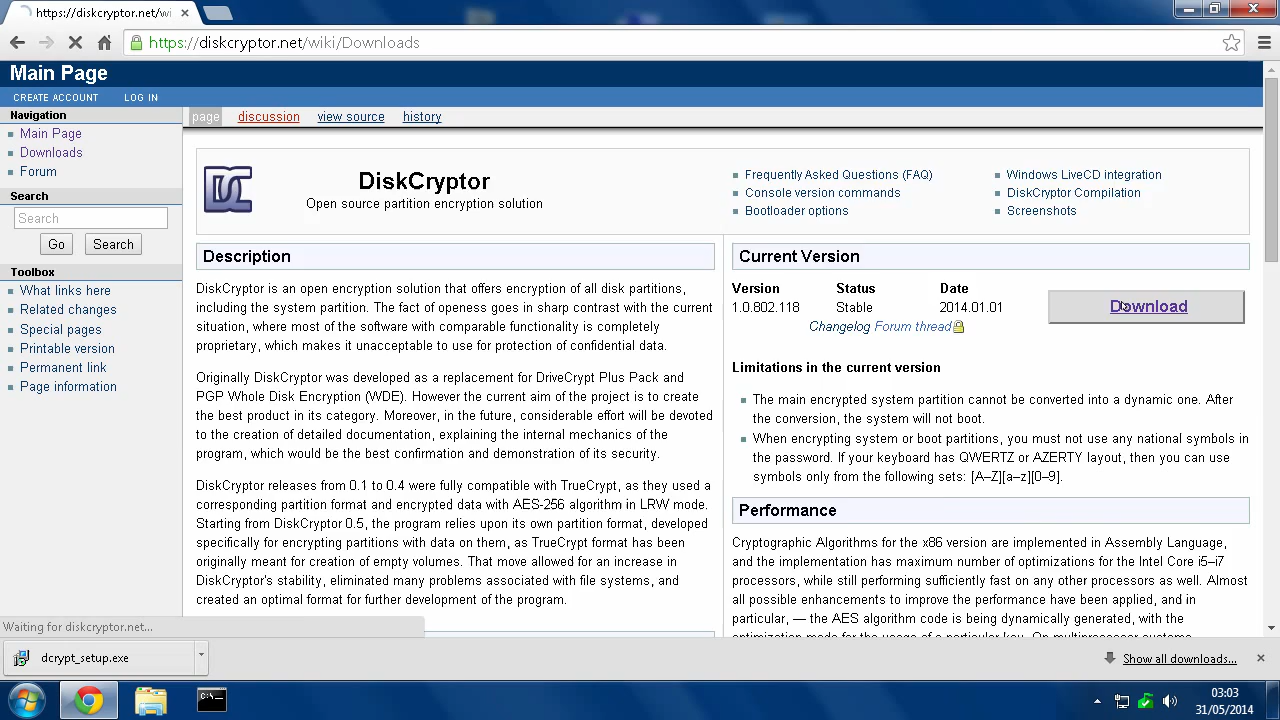 https://diskcryptor.net/wi
https://diskcryptor.net/wiki/Downloads
Main Page
CREATE ACCOUNT LOG IN
Navigation
Main Page
Downloads
Forum
Search
Search
Go Search
Toolbox
What links here
Related changes
Special pages
Printable version
Permanent link
Page information
page discussion view source history
DC
DiskCryptor
Open source partition encryption solution
Frequently Asked Questions (FAQ)
Console version commands
Bootloader options
Windows LiveCD integration
DiskCryptor Compilation
Screenshots
Description
DiskCryptor is an open encryption solution that offers encryption of all disk partitions,
including the system partition. The fact of openness goes in sharp contrast with the current
situation, where most of the software with comparable functionality is completely
proprietary, which makes it unacceptable to use for protection of confidential data.
Originally DiskCryptor was developed as a replacement for DriveCrypt Plus Pack and
PGP Whole Disk Encryption (WDE). However the current aim of the project is to create
the best product in its category. Moreover, in the future, considerable effort will be devoted
to the creation of detailed documentation, explaining the internal mechanics of the
program, which would be the best confirmation and demonstration of its security.
DiskCryptor releases from 0.1 to 0.4 were fully compatible with TrueCrypt, as they used a
corresponding partition format and encrypted data with AES-256 algorithm in LRW mode.
Starting from DiskCryptor 0.5, the program relies upon its own partition format, developed
specifically for encrypting partitions with data on them, as TrueCrypt format has been
originally meant for creation of empty volumes. That move allowed for an increase in
DiskCryptor's stability, eliminated many problems associated with file systems, and
created an optimal format for further development of the program.
Current Version
Version Status Date
1.0.802.118 Stable 2014.01.01
Download
Changelog Forum thread
Limitations in the current version
The main encrypted system partition cannot be converted into a dynamic one. After
the conversion, the system will not boot.
When encrypting system or boot partitions, you must not use any national symbols in
the password. If your keyboard has QWERTZ or AZERTY layout, then you can use
symbols only from the following sets: [A–Z][a–z][0–9].
Performance
Cryptographic Algorithms for the x86 version are implemented in Assembly Language,
and the implementation has maximum number of optimizations for the Intel Core i5–i7
processors, while still performing sufficiently fast on any other processors as well. Almost
all possible enhancements to improve the performance have been applied, and in
particular, — the AES algorithm code is being dynamically generated, with the
optimization made for the usage of a particular key. On multiprocessor systems
Waiting for diskcryptor.net...
dcrypt_setup.exe
Show all downloads...
C:\_
03:03
31/05/2014